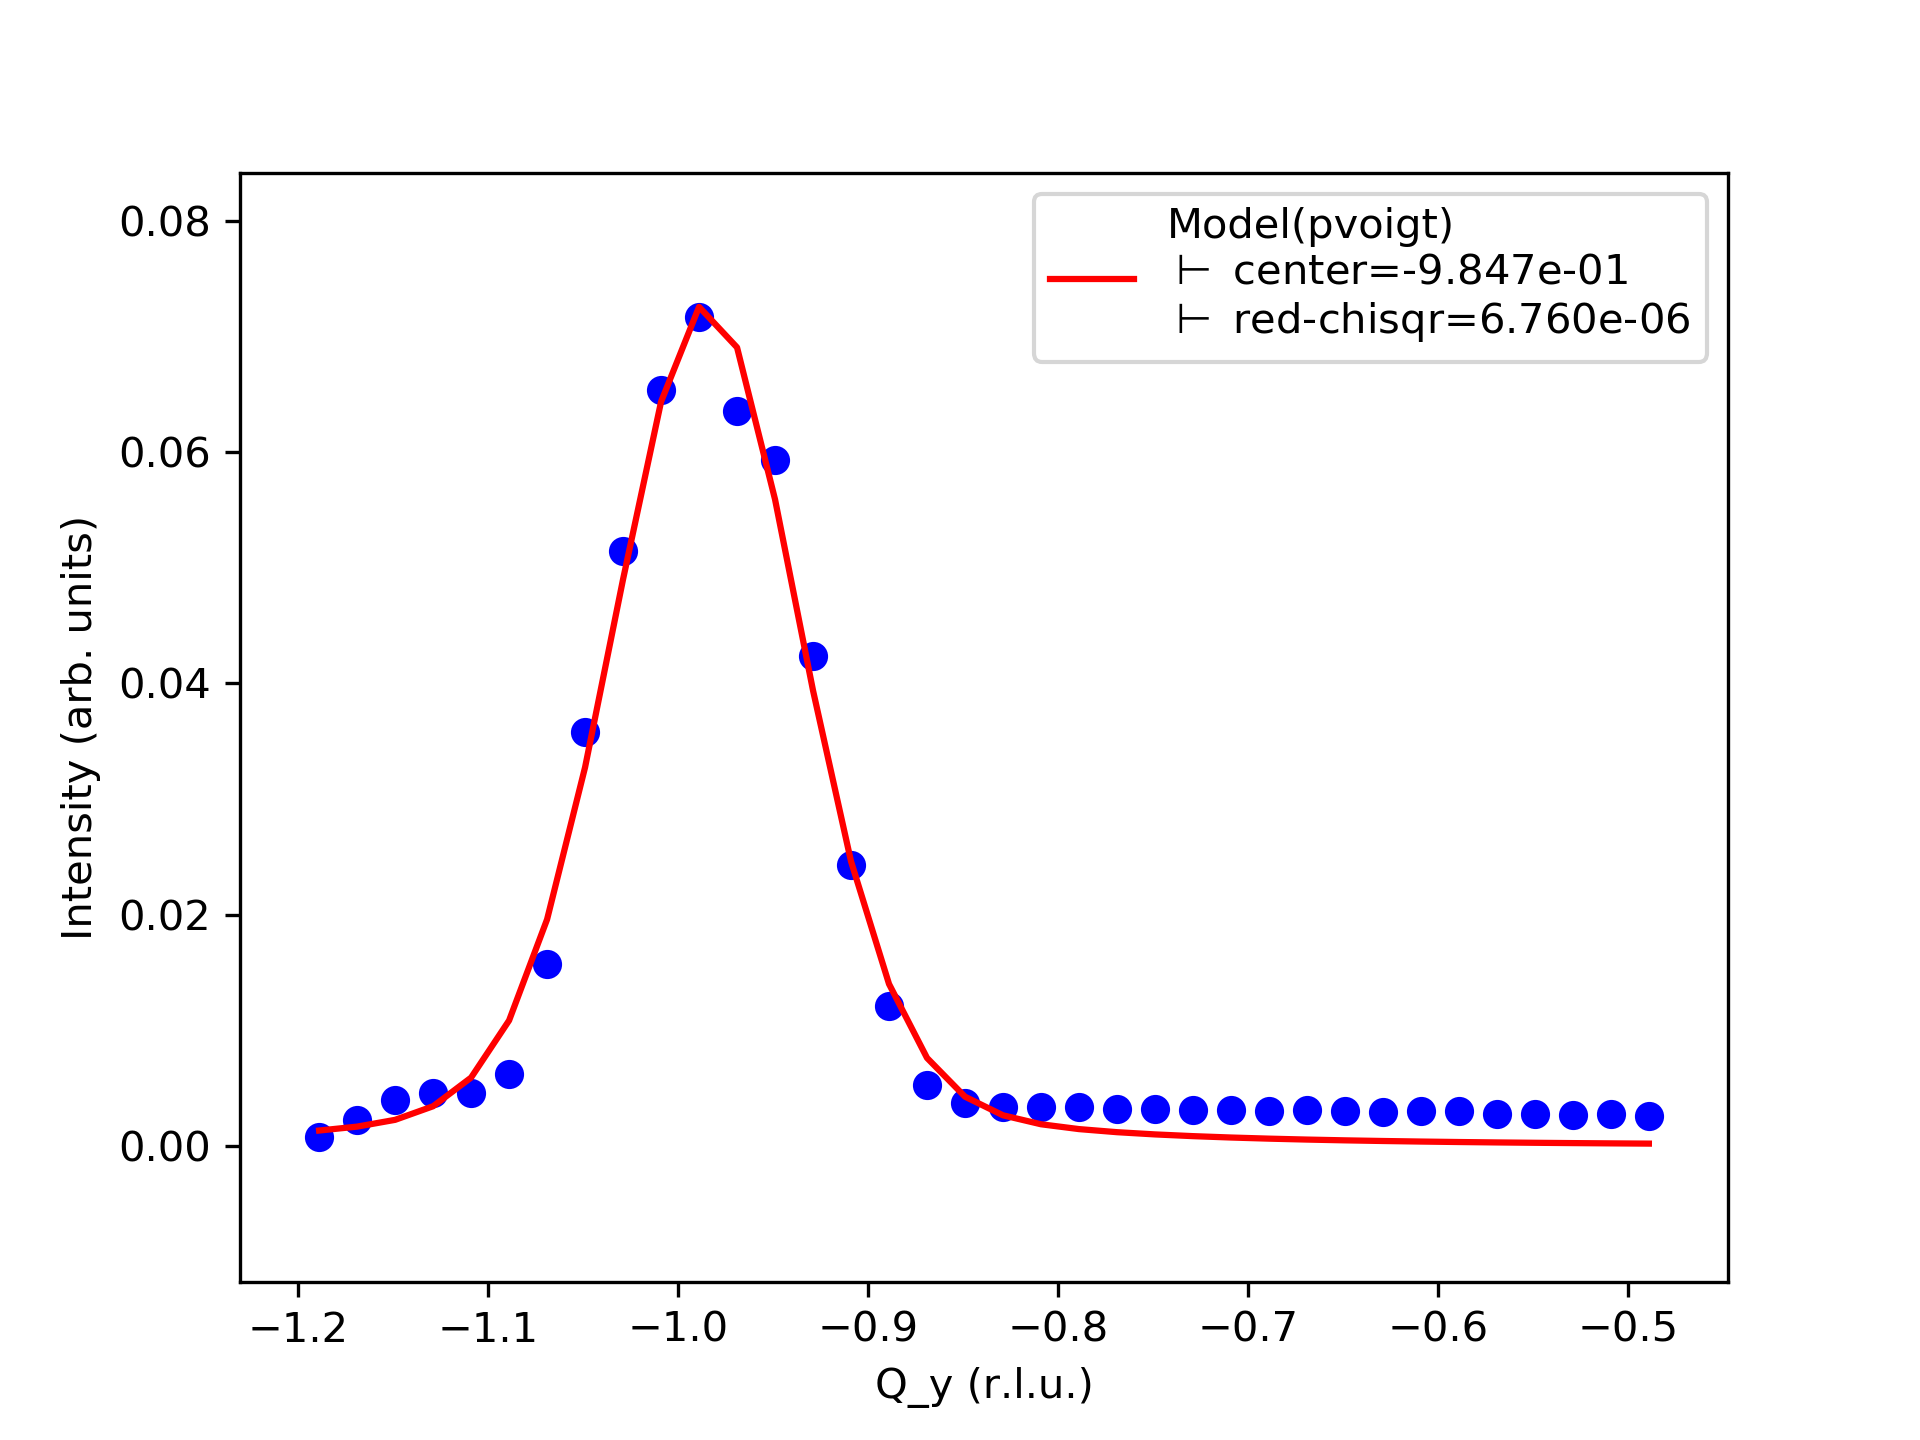 Model(pvoigt)
⊢ center=-9.847e-01
⊢ red-chisqr=6.760e-06
0.08
0.06
0.04
0.02
0.00
Intensity (arb. units)
−1.2 −1.1 −1.0 −0.9 −0.8 −0.7 −0.6 −0.5
Q_y (r.l.u.)